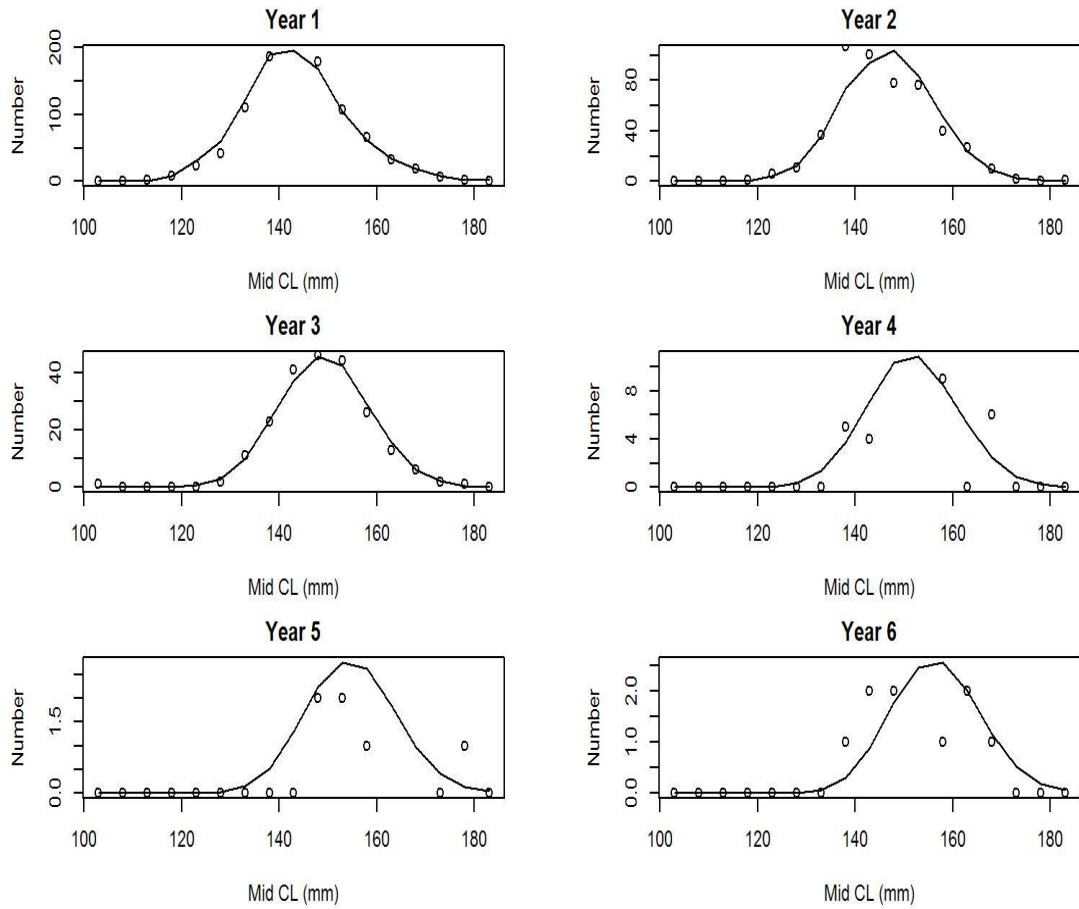 Year 1
Number
0 100 200
100 120 140 160 180
Mid CL (mm)
Year 2
Number
0 40 80
100 120 140 160 180
Mid CL (mm)
Year 3
Number
0 20 40
100 120 140 160 180
Mid CL (mm)
Year 4
Number
0 4 8
100 120 140 160 180
Mid CL (mm)
Year 5
Number
0.0 1.5
100 120 140 160 180
Mid CL (mm)
Year 6
Number
0.0 1.0 2.0
100 120 140 160 180
Mid CL (mm)